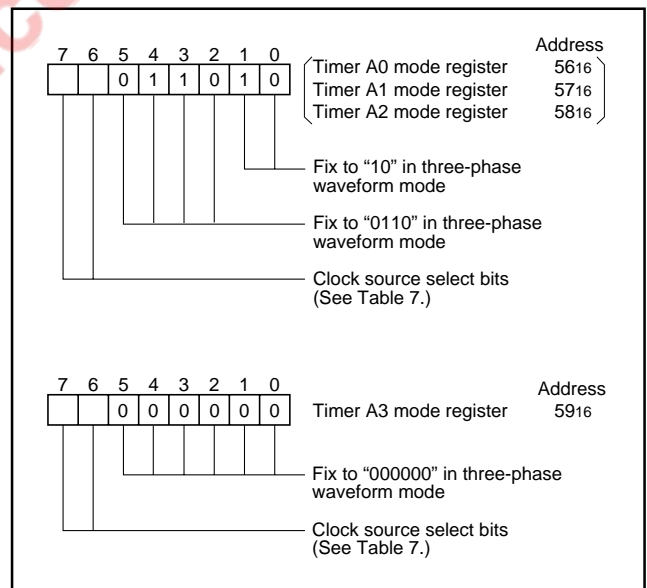 Address
7 6 5 4 3 2 1 0
0 1 1 0 1 0
Timer A0 mode register 5616
Timer A1 mode register 5716
Timer A2 mode register 5816
Fix to “10” in three-phase
waveform mode
Fix to “0110” in three-phase
waveform mode
Clock source select bits
(See Table 7.)
7 6 5 4 3 2 1 0
Address
0 0 0 0 0 0
Timer A3 mode register 5916
Fix to “000000” in three-phase
waveform mode
Clock source select bits
(See Table 7.)